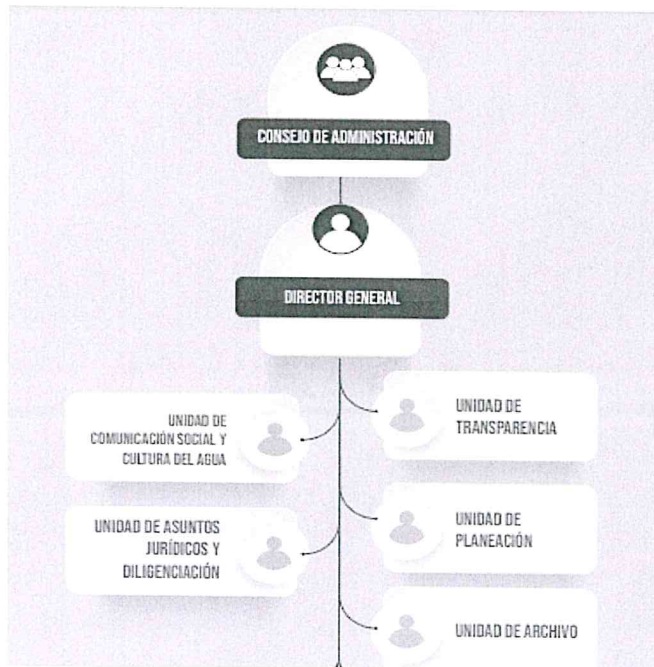 CONSEJO DE ADMINISTRACIÓN
DIRECTOR GENERAL
UNIDAD DE
COMUNICACIÓN SOCIAL Y
CULTURA DEL AGUA
UNIDAD DE
TRANSPARENCIA
UNIDAD DE ASUNTOS
JURÍDICOS Y
DILIGENCIACIÓN
UNIDAD DE
PLANEACIÓN
UNIDAD DE ARCHIVO